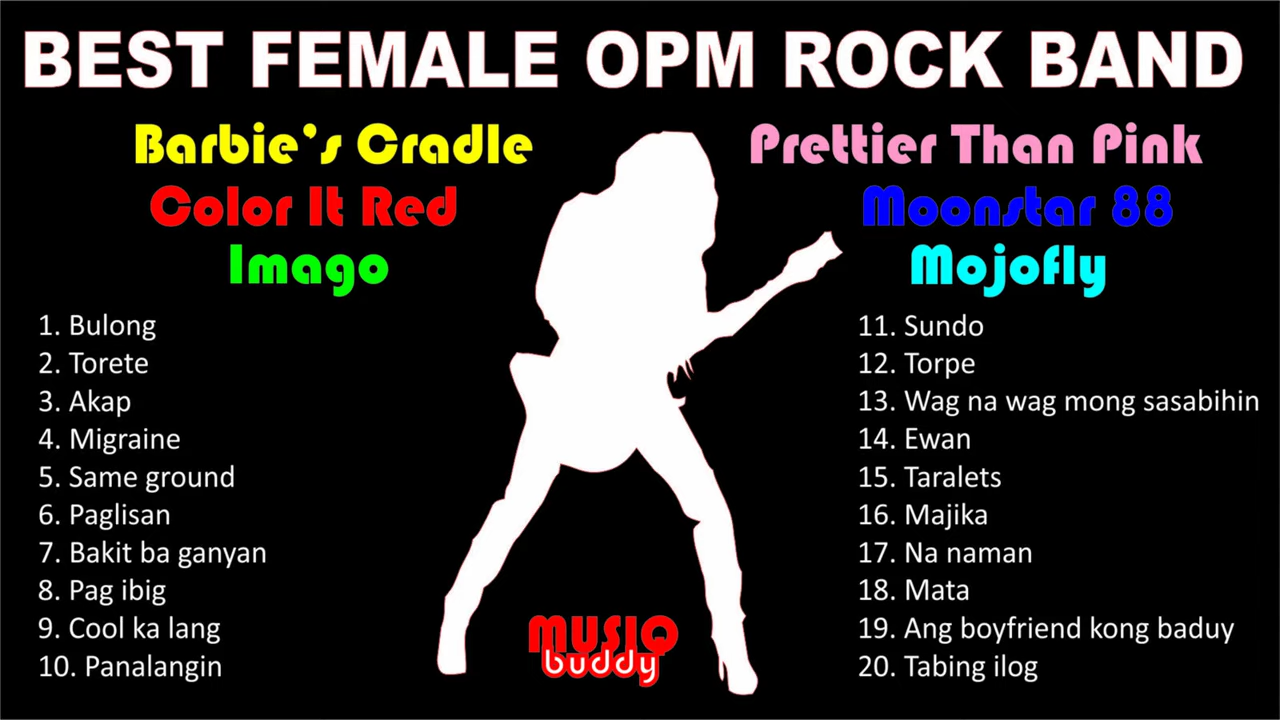 BEST FEMALE OPM ROCK BAND
Barbie's Cradle
Color It Red
Imago
Prettier Than Pink
Moonstar 88
Mojofly
1. Bulong
2. Torete
3. Akap
4. Migraine
5. Same ground
6. Paglisan
7. Bakit ba ganyan
8. Pag ibig
9. Cool ka lang
10. Panalangin
11. Sundo
12. Torpe
13. Wag na wag mong sasabihin
14. Ewan
15. Taralets
16. Majika
17. Na naman
18. Mata
19. Ang boyfriend kong baduy
20. Tabing ilog
MUSIQ
buddy